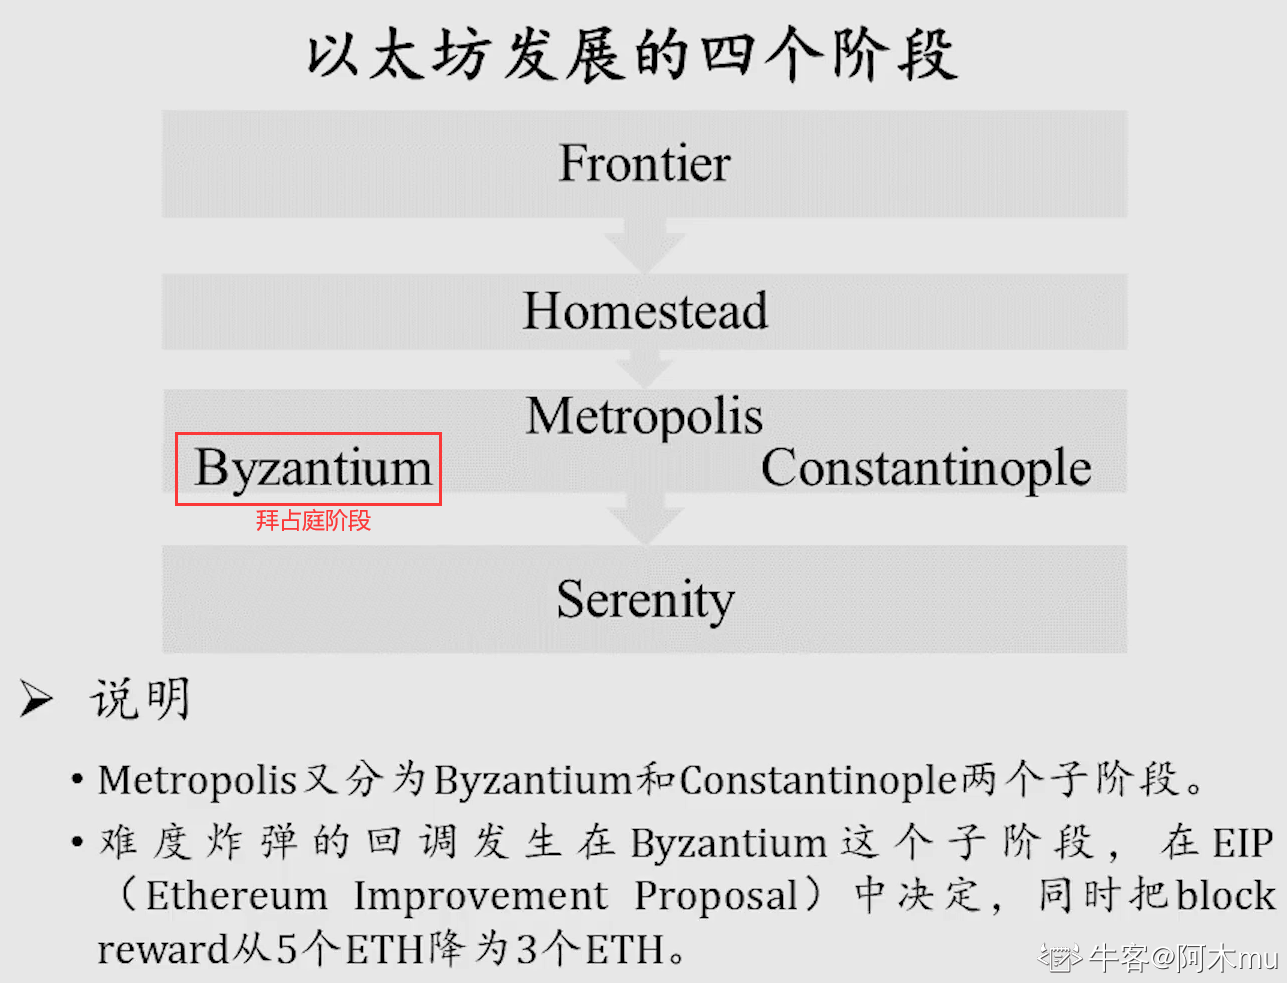 以太坊发展的四个阶段
Frontier
Homestead
Metropolis
Byzantium
Constantinople
拜占庭阶段
Serenity
➢ 说明
• Metropolis又分为Byzantium和Constantinople两个子阶段。
• 难度炸弹的回调发生在Byzantium这个子阶段，在EIP
（Ethereum Improvement Proposal）中决定，同时把block
reward从5个ETH降为3个ETH。
牛客@阿木mu